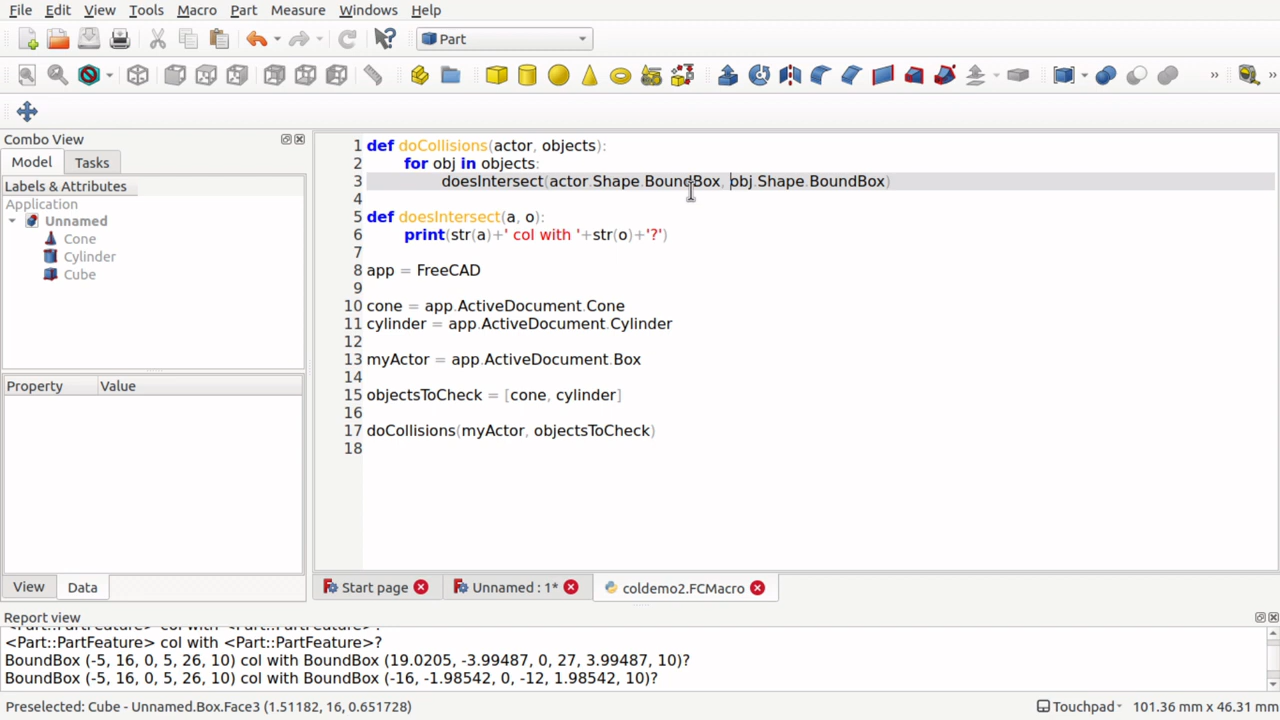 File Edit View Tools Macro Part Measure Windows Help
Part
Combo View
Model Tasks
Labels & Attributes
Application
Unnamed
Cone
Cylinder
Cube
Property Value
View Data
1 def doCollisions(actor, objects):
2 for obj in objects:
3 doesIntersect(actor.Shape.BoundBox, obj.Shape.BoundBox)
4
5 def doesIntersect(a, o):
6 print(str(a)+' col with '+str(o)+'?')
7
8 app = FreeCAD
9
10 cone = app.ActiveDocument.Cone
11 cylinder = app.ActiveDocument.Cylinder
12
13 myActor = app.ActiveDocument.Box
14
15 objectsToCheck = [cone, cylinder]
16
17 doCollisions(myActor, objectsToCheck)
18
Start page Unnamed : 1* coldemo2.FCMacro
Report view
<Part::PartFeature> col with <Part::PartFeature>?
BoundBox (-5, 16, 0, 5, 26, 10) col with BoundBox (19.0205, -3.99487, 0, 27, 3.99487, 10)?
BoundBox (-5, 16, 0, 5, 26, 10) col with BoundBox (-16, -1.98542, 0, -12, 1.98542, 10)?
Preselected: Cube - Unnamed.Box.Face3 (1.51182, 16, 0.651728) Touchpad 101.36 mm x 46.31 mm